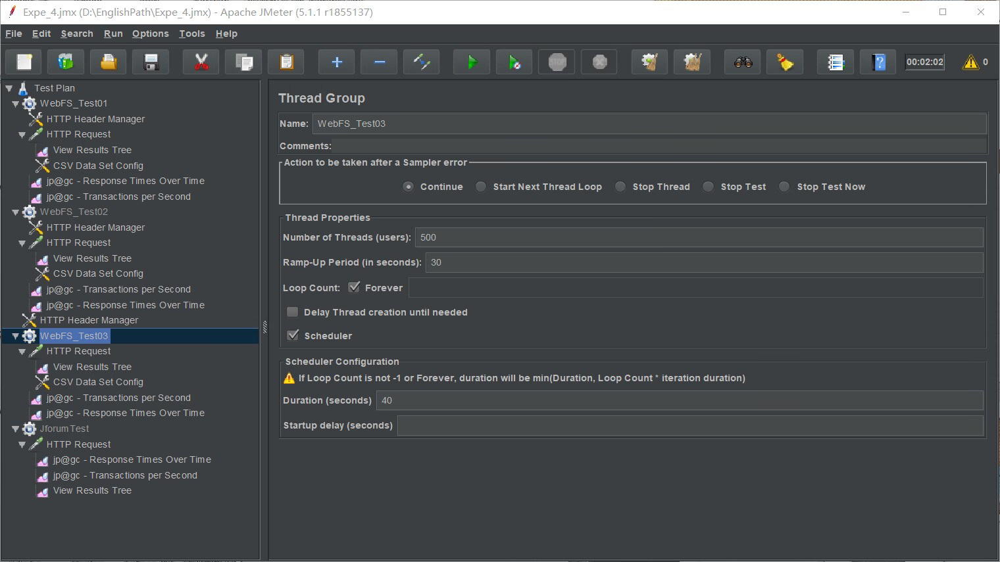 Expe_4.jmx (D:\EnglishPath\Expe_4.jmx) - Apache JMeter (5.1.1 r1855137)
File Edit Search Run Options Tools Help
STOP
00:02:02
0
Test Plan
WebFS_Test01
HTTP Header Manager
HTTP Request
View Results Tree
CSV Data Set Config
jp@gc - Response Times Over Time
jp@gc - Transactions per Second
WebFS_Test02
HTTP Header Manager
HTTP Request
View Results Tree
CSV Data Set Config
jp@gc - Transactions per Second
jp@gc - Response Times Over Time
HTTP Header Manager
WebFS_Test03
HTTP Request
View Results Tree
CSV Data Set Config
jp@gc - Transactions per Second
jp@gc - Response Times Over Time
JforumTest
HTTP Request
jp@gc - Response Times Over Time
jp@gc - Transactions per Second
View Results Tree
Thread Group
Name: WebFS_Test03
Comments:
Action to be taken after a Sampler error
Continue Start Next Thread Loop Stop Thread Stop Test Stop Test Now
Thread Properties
Number of Threads (users): 500
Ramp-Up Period (in seconds): 30
Loop Count: Forever
Delay Thread creation until needed
Scheduler
Scheduler Configuration
If Loop Count is not -1 or Forever, duration will be min(Duration, Loop Count * iteration duration)
Duration (seconds) 40
Startup delay (seconds)